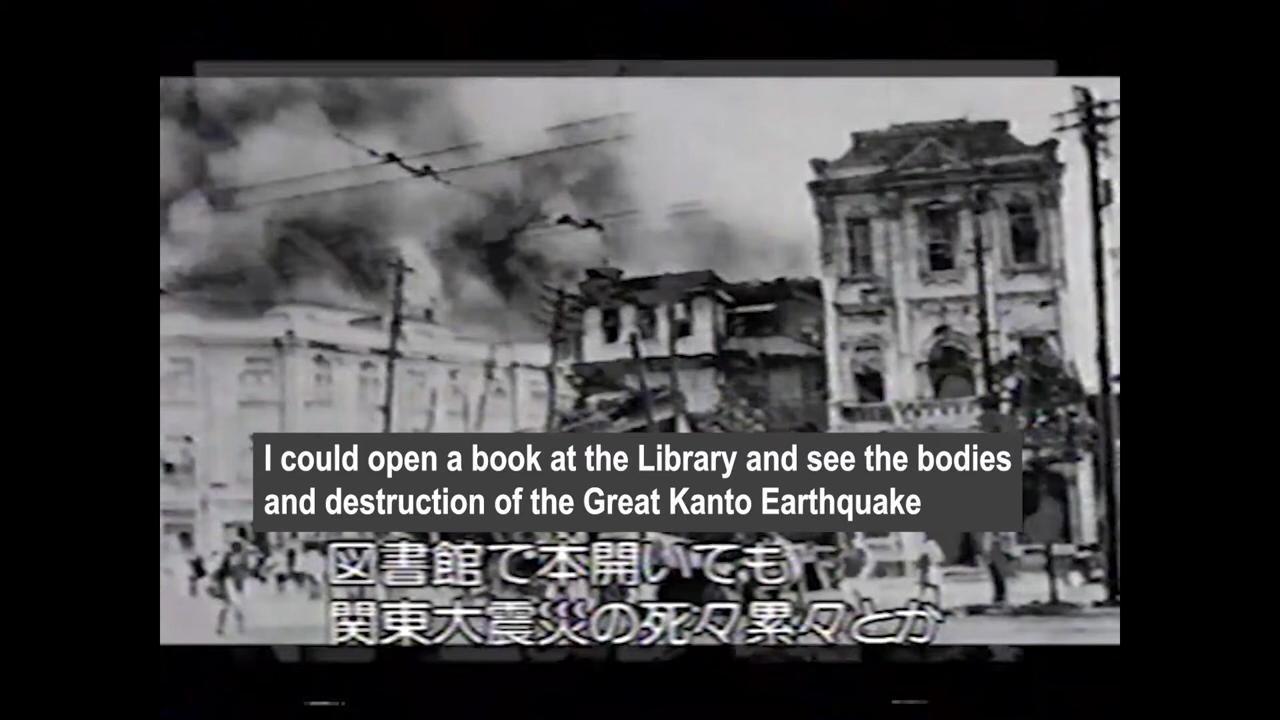 I could open a book at the Library and see the bodies
and destruction of the Great Kanto Earthquake
図書館で本開いても
関東大震災の死々累々とか